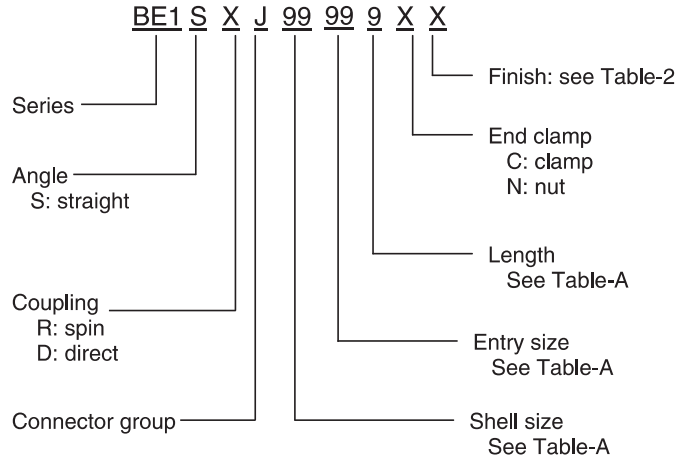 BE1 S X J 99 99 9 X X
Series
Angle
S: straight
Coupling
R: spin
D: direct
Connector group
Finish: see Table-2
End clamp
C: clamp
N: nut
Length
See Table-A
Entry size
See Table-A
Shell size
See Table-A